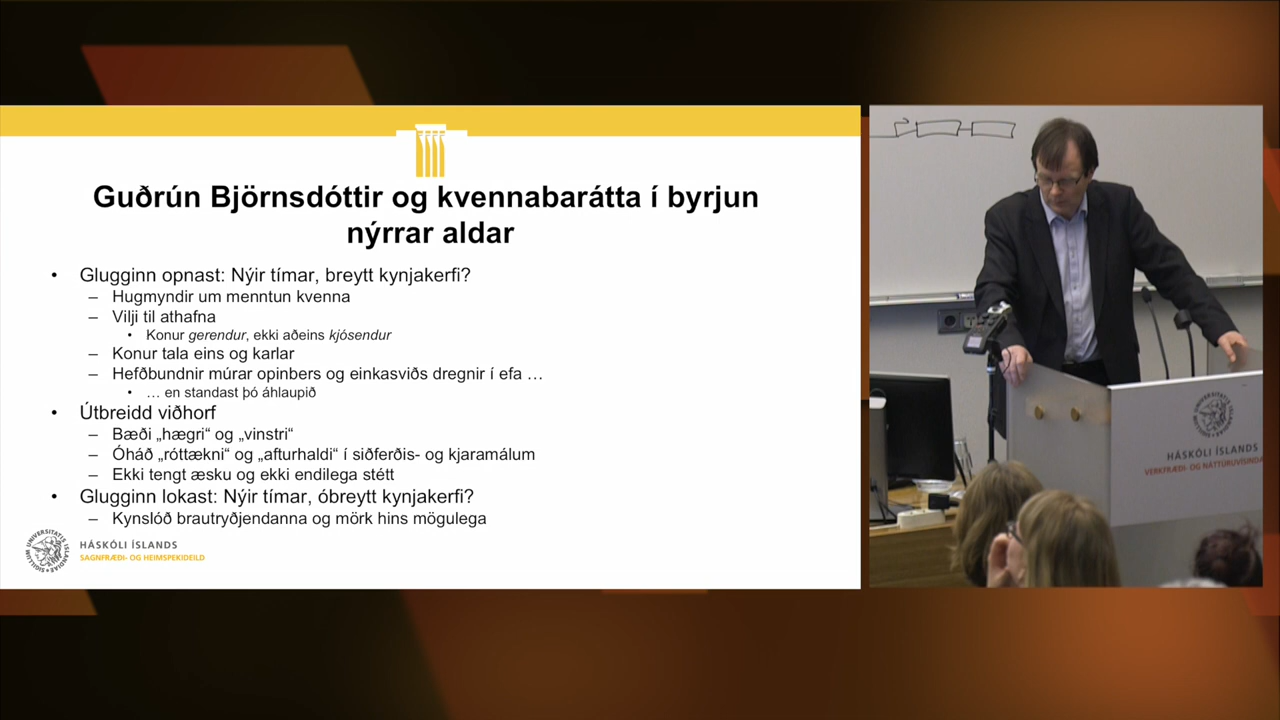 Guðrún Björnsdóttir og kvennabarátta í byrjun
nýrrar aldar
• Glugginn opnast: Nýir tímar, breytt kynjakerfi?
– Hugmyndir um menntun kvenna
– Vilji til athafna
• Konur gerendur, ekki aðeins kjósendur
– Konur tala eins og karlar
– Hefðbundnir múrar opinbers og einkasviðs dregnir í efa …
• … en standast þó áhlaupið
• Útbreidd viðhorf
– Bæði „hægri“ og „vinstri“
– Óháð „róttækni“ og „afturhaldi“ í siðferðis- og kjaramálum
– Ekki tengt æsku og ekki endilega stétt
• Glugginn lokast: Nýir tímar, óbreytt kynjakerfi?
– Kynslóð brautryðjendanna og mörk hins mögulega
HÁSKÓLI ÍSLANDS
SAGNFRÆÐI- OG HEIMSPEKIDEILD
HÁSKÓLI ÍSLANDS
VERKFRÆÐI- OG